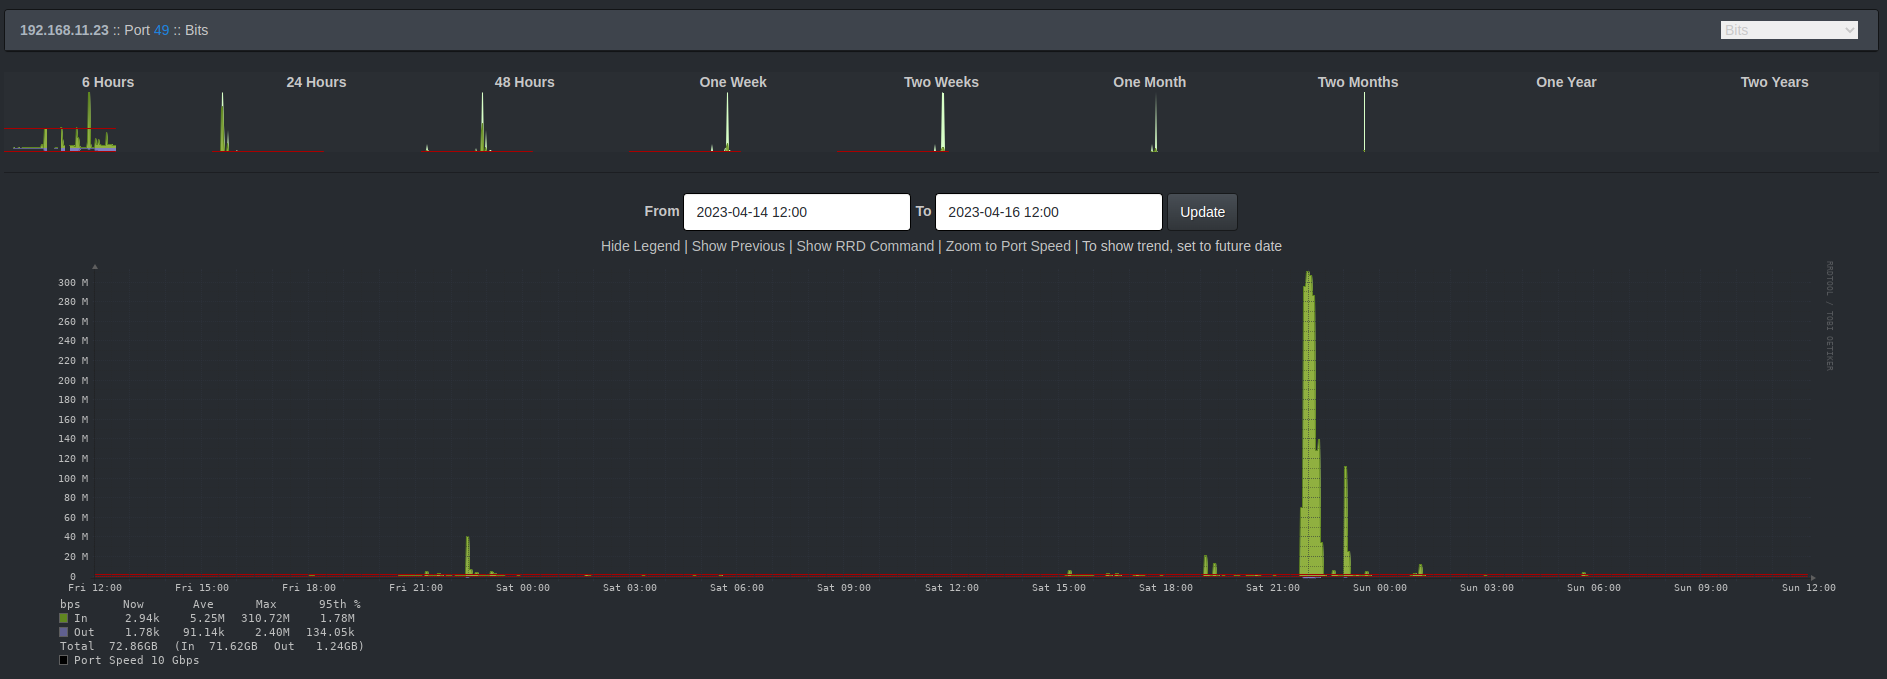 192.168.11.23 :: Port 49 :: Bits
Bits
6 Hours 24 Hours 48 Hours One Week Two Weeks One Month Two Months One Year Two Years
From 2023-04-14 12:00 To 2023-04-16 12:00 Update
Hide Legend | Show Previous | Show RRD Command | Zoom to Port Speed | To show trend, set to future date
RRDTOOL / TOBI OETIKER
300 M
280 M
260 M
240 M
220 M
200 M
180 M
160 M
140 M
120 M
100 M
80 M
60 M
40 M
20 M
0
Fri 12:00 Fri 15:00 Fri 18:00 Fri 21:00 Sat 00:00 Sat 03:00 Sat 06:00 Sat 09:00 Sat 12:00 Sat 15:00 Sat 18:00 Sat 21:00 Sun 00:00 Sun 03:00 Sun 06:00 Sun 09:00 Sun 12:00
bps Now Ave Max 95th %
In 2.94k 5.25M 310.72M 1.78M
Out 1.78k 91.14k 2.40M 134.05k
Total 72.86GB (In 71.62GB Out 1.24GB)
Port Speed 10 Gbps